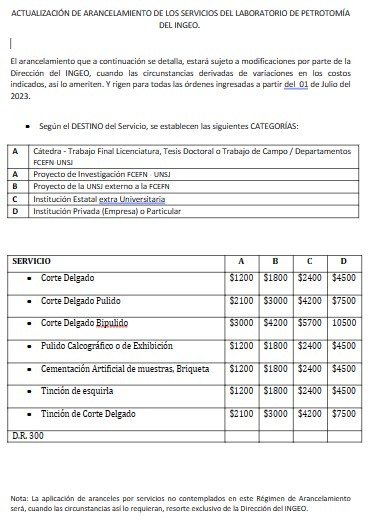 ACTUALIZACIÓN DE ARANCELAMIENTO DE LOS SERVICIOS DEL LABORATORIO DE PETROTOMÍA
DEL INGEO.
El arancelamiento que a continuación se detalla, estará sujeto a modificaciones por parte de la
Dirección del INGEO, cuando las circunstancias derivadas de variaciones en los costos
indicados, así lo ameriten. Y rigen para todas las órdenes ingresadas a partir del 01 de Julio del
2023.
▪ Según el DESTINO del Servicio, se establecen las siguientes CATEGORÍAS:
A Cátedra - Trabajo Final Licenciatura, Tesis Doctoral o Trabajo de Campo / Departamentos
FCEFN-UNSJ
A Proyecto de Investigación FCEFN - UNSJ
B Proyecto de la UNSJ externo a la FCEFN
C Institución Estatal extra Universitaria
D Institución Privada (Empresa) o Particular
SERVICIO A B C D
▪ Corte Delgado $1200 $1800 $2400 $4500
▪ Corte Delgado Pulido $2100 $3000 $4200 $7500
▪ Corte Delgado Bipulido $3000 $4200 $5700 10500
▪ Pulido Calcográfico o de Exhibición $1200 $1800 $2400 $4500
▪ Cementación Artificial de muestras, Briqueta $1200 $1800 $2400 $4500
▪ Tinción de esquirla $1200 $1800 $2400 $4500
▪ Tinción de Corte Delgado $2100 $3000 $4200 $7500
D.R. 300
Nota: La aplicación de aranceles por servicios no contemplados en este Régimen de Arancelamiento
será, cuando las circunstancias así lo requieran, resorte exclusivo de la Dirección del INGEO.